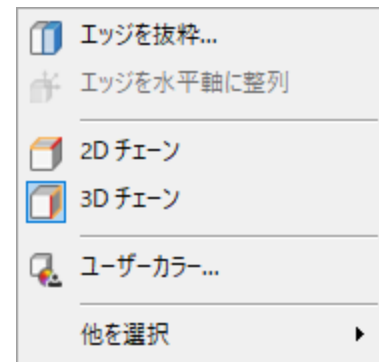 エッジを抜粋...
エッジを水平軸に整列
2D チェーン
3D チェーン
ユーザーカラー...
他を選択